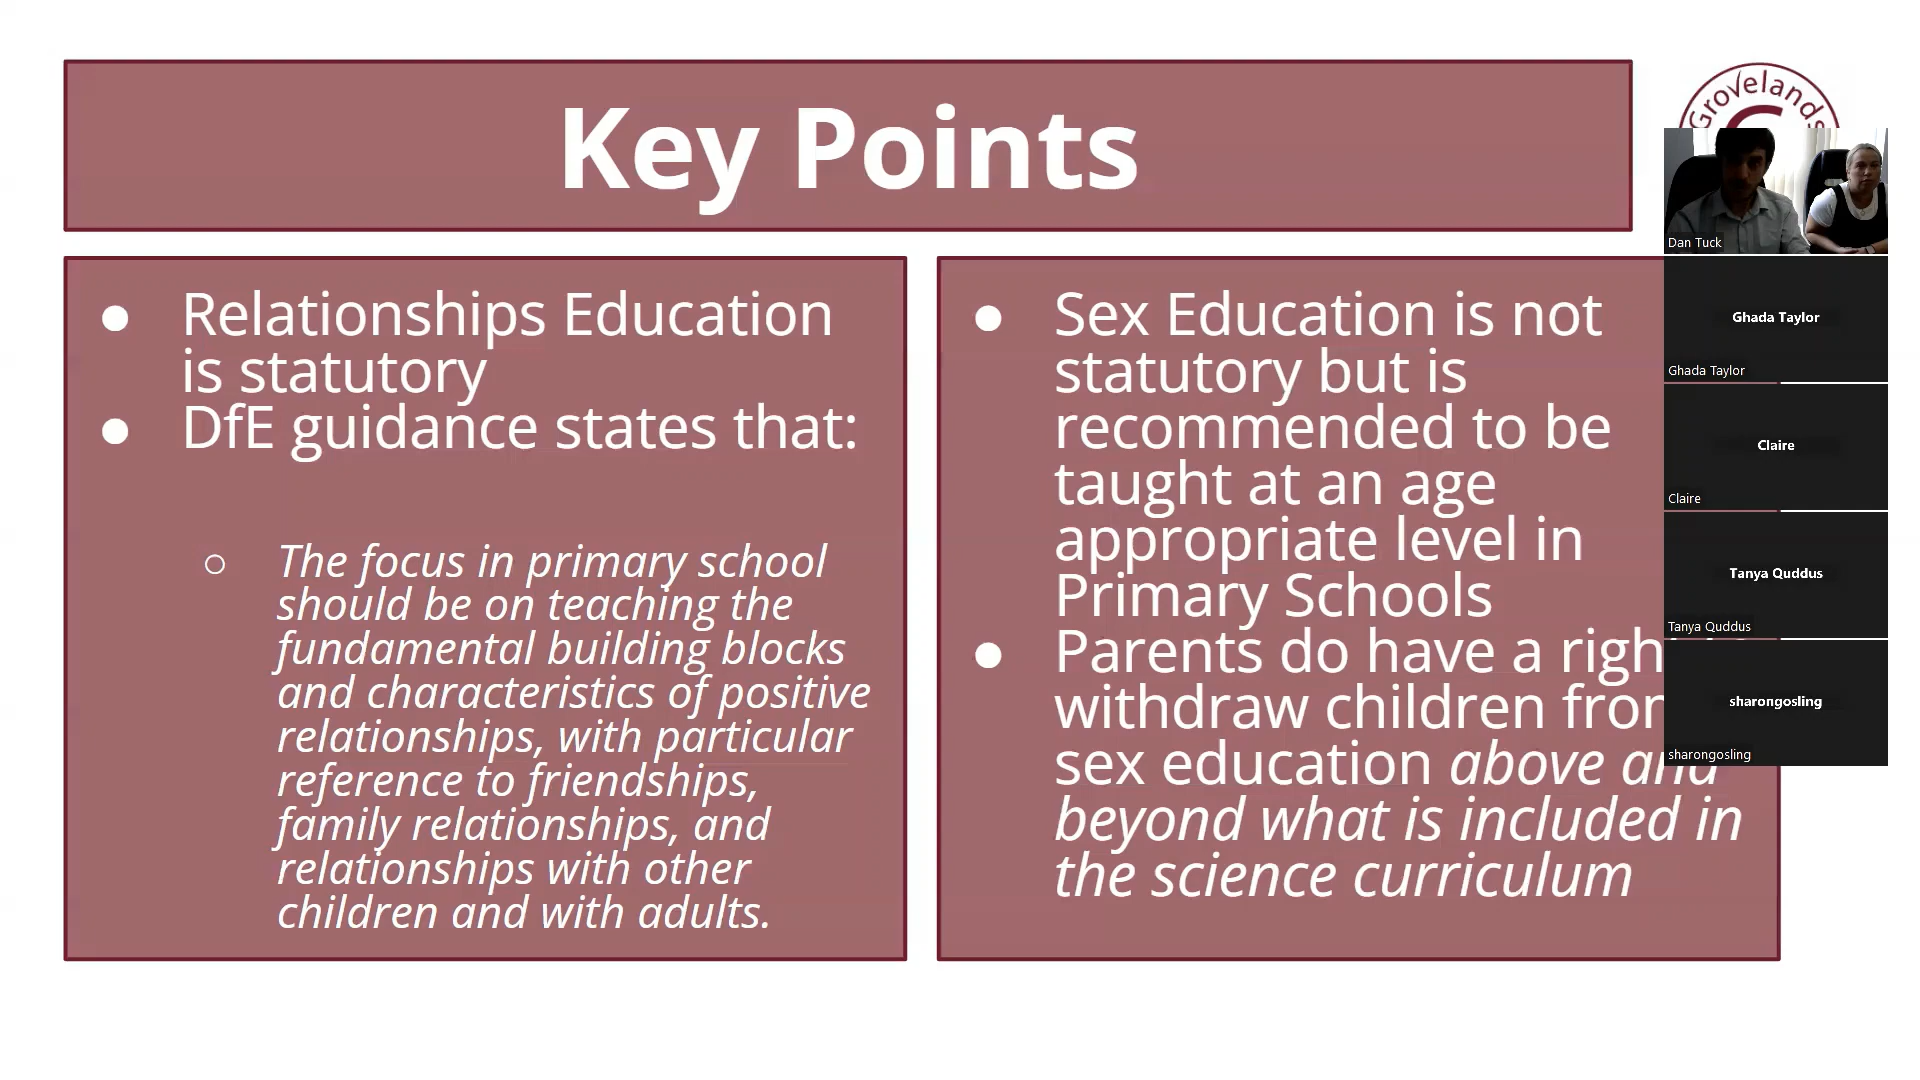 Key Points
Grovelands
Relationships Education
is statutory
DfE guidance states that:
The focus in primary school
should be on teaching the
fundamental building blocks
and characteristics of positive
relationships, with particular
reference to friendships,
family relationships, and
relationships with other
children and with adults.
Sex Education is not
statutory but is
recommended to be
taught at an age
appropriate level in
Primary Schools
Parents do have a
withdraw children
sex education above and
beyond what is included in
the science curriculum
Dan Tuck
Ghada Taylor
Ghada Taylor
Claire
Claire
Tanya Quddus
Tanya Quddus
sharongosling
sharongosling